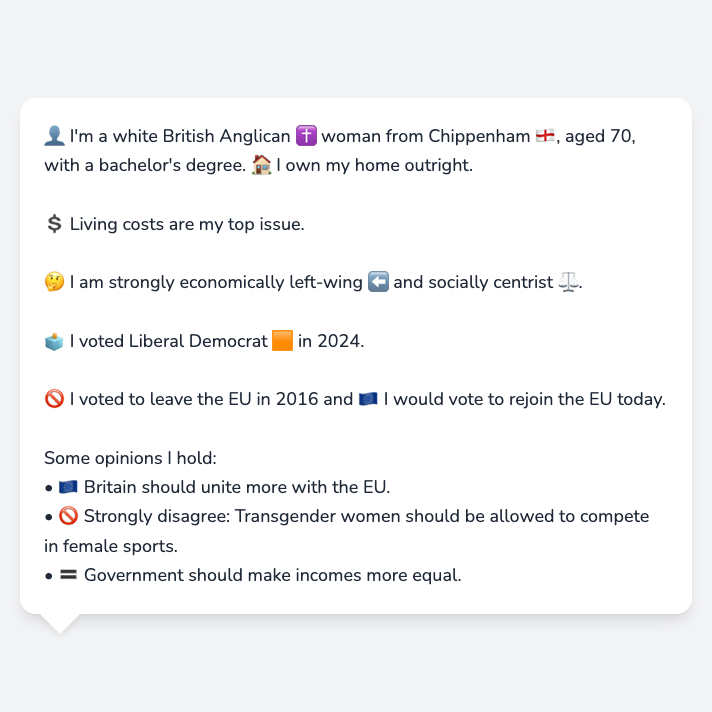 👤 I'm a white British Anglican ✝️ woman from Chippenham 🏴󠁧󠁢󠁥󠁮󠁧󠁿, aged 70,
with a bachelor's degree. 🏠 I own my home outright.
💲 Living costs are my top issue.
🤔 I am strongly economically left-wing ⬅️ and socially centrist ⚖️.
🗳️ I voted Liberal Democrat 🟧 in 2024.
🚫 I voted to leave the EU in 2016 and 🇪🇺 I would vote to rejoin the EU today.
Some opinions I hold:
• 🇪🇺 Britain should unite more with the EU.
• 🚫 Strongly disagree: Transgender women should be allowed to compete
in female sports.
• 🟰 Government should make incomes more equal.